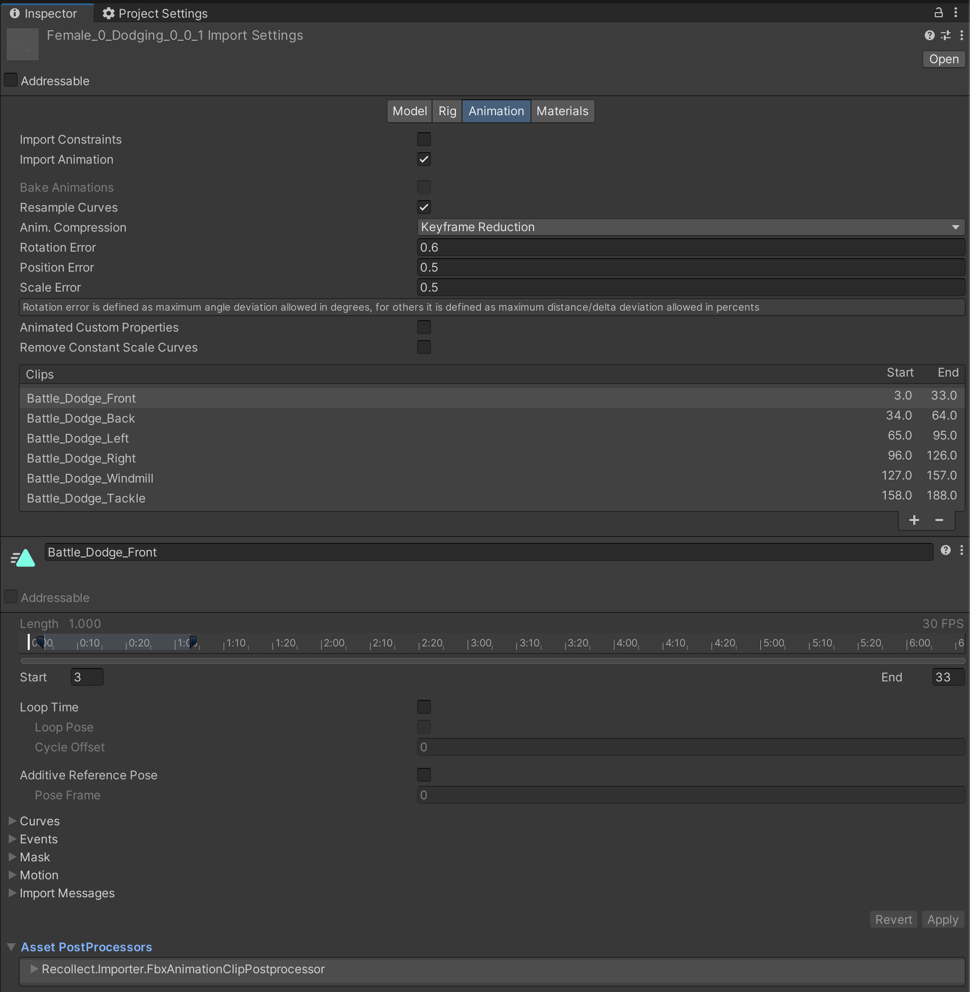 Inspector Project Settings
Female_0_Dodging_0_0_1 Import Settings
Open
Addressable
Model Rig Animation Materials
Import Constraints
Import Animation
Bake Animations
Resample Curves
Anim. Compression Keyframe Reduction
Rotation Error 0.6
Position Error 0.5
Scale Error 0.5
Rotation error is defined as maximum angle deviation allowed in degrees, for others it is defined as maximum distance/delta deviation allowed in percents
Animated Custom Properties
Remove Constant Scale Curves
Clips Start End
Battle_Dodge_Front 3.0 33.0
Battle_Dodge_Back 34.0 64.0
Battle_Dodge_Left 65.0 95.0
Battle_Dodge_Right 96.0 126.0
Battle_Dodge_Windmill 127.0 157.0
Battle_Dodge_Tackle 158.0 188.0
+ −
Battle_Dodge_Front
Addressable
Length 1.000 30 FPS
0:10 0:20 1:10 1:20 2:00 2:10 2:20 3:00 3:10 3:20 4:00 4:10 4:20 5:00 5:10 5:20 6:00
Start 3 End 33
Loop Time
Loop Pose
Cycle Offset 0
Additive Reference Pose
Pose Frame 0
Curves
Events
Mask
Motion
Import Messages
Revert Apply
Asset PostProcessors
Recollect.Importer.FbxAnimationClipPostprocessor